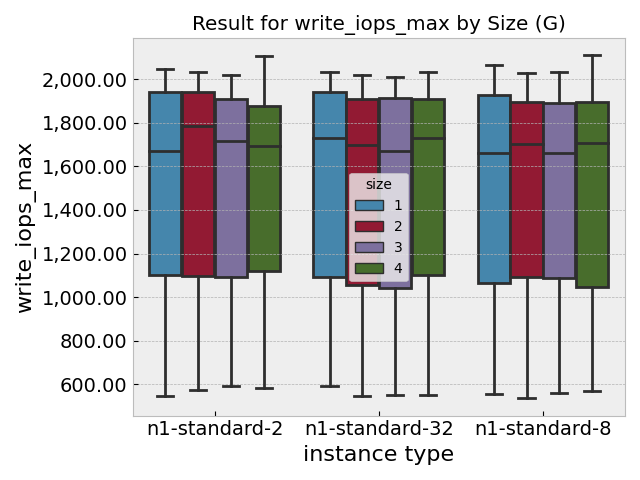 Result for write_iops_max by Size (G)
write_iops_max
2,000.00
1,800.00
1,600.00
1,400.00
1,200.00
1,000.00
800.00
600.00
size
1
2
3
4
n1-standard-2
n1-standard-32
n1-standard-8
instance type